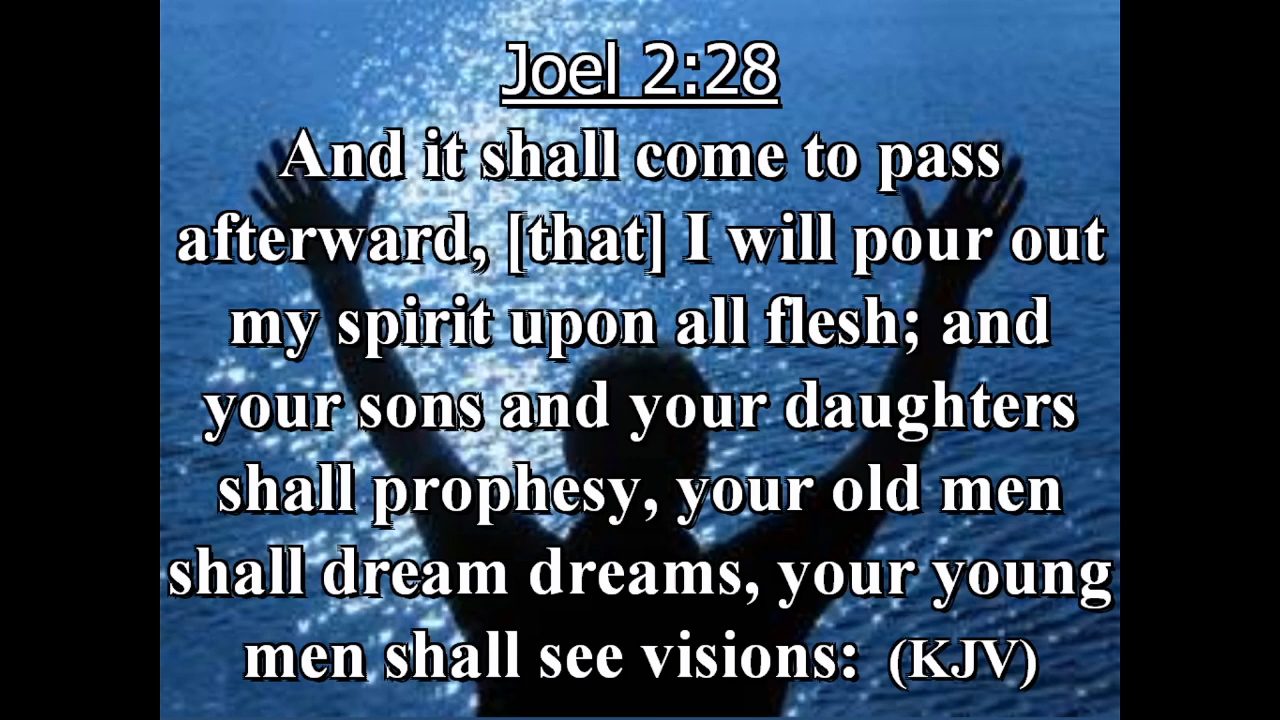 Joel 2:28
And it shall come to pass
afterward, [that] I will pour out
my spirit upon all flesh; and
your sons and your daughters
shall prophesy, your old men
shall dream dreams, your young
men shall see visions: (KJV)